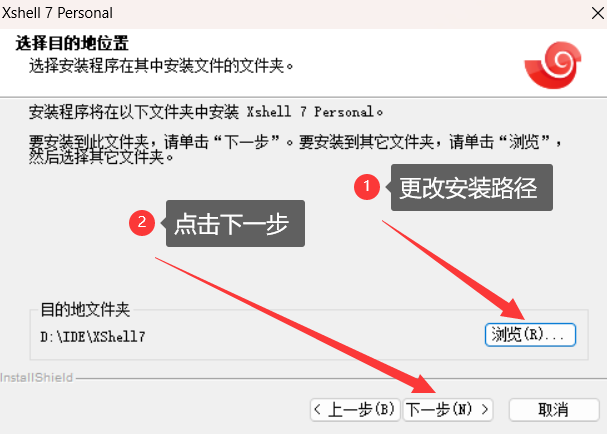 Xshell 7 Personal
选择目的地位置
选择安装程序在其中安装文件的文件夹。
安装程序将在以下文件夹中安装 Xshell 7 Personal。
要安装到此文件夹，请单击“下一步”。要安装到其它文件夹，请单击“浏览”，
然后选择其它文件夹。
1 更改安装路径
2 点击下一步
目的地文件夹
D:\IDE\XShell7
浏览(R)...
InstallShield
< 上一步(B) 下一步(N) > 取消